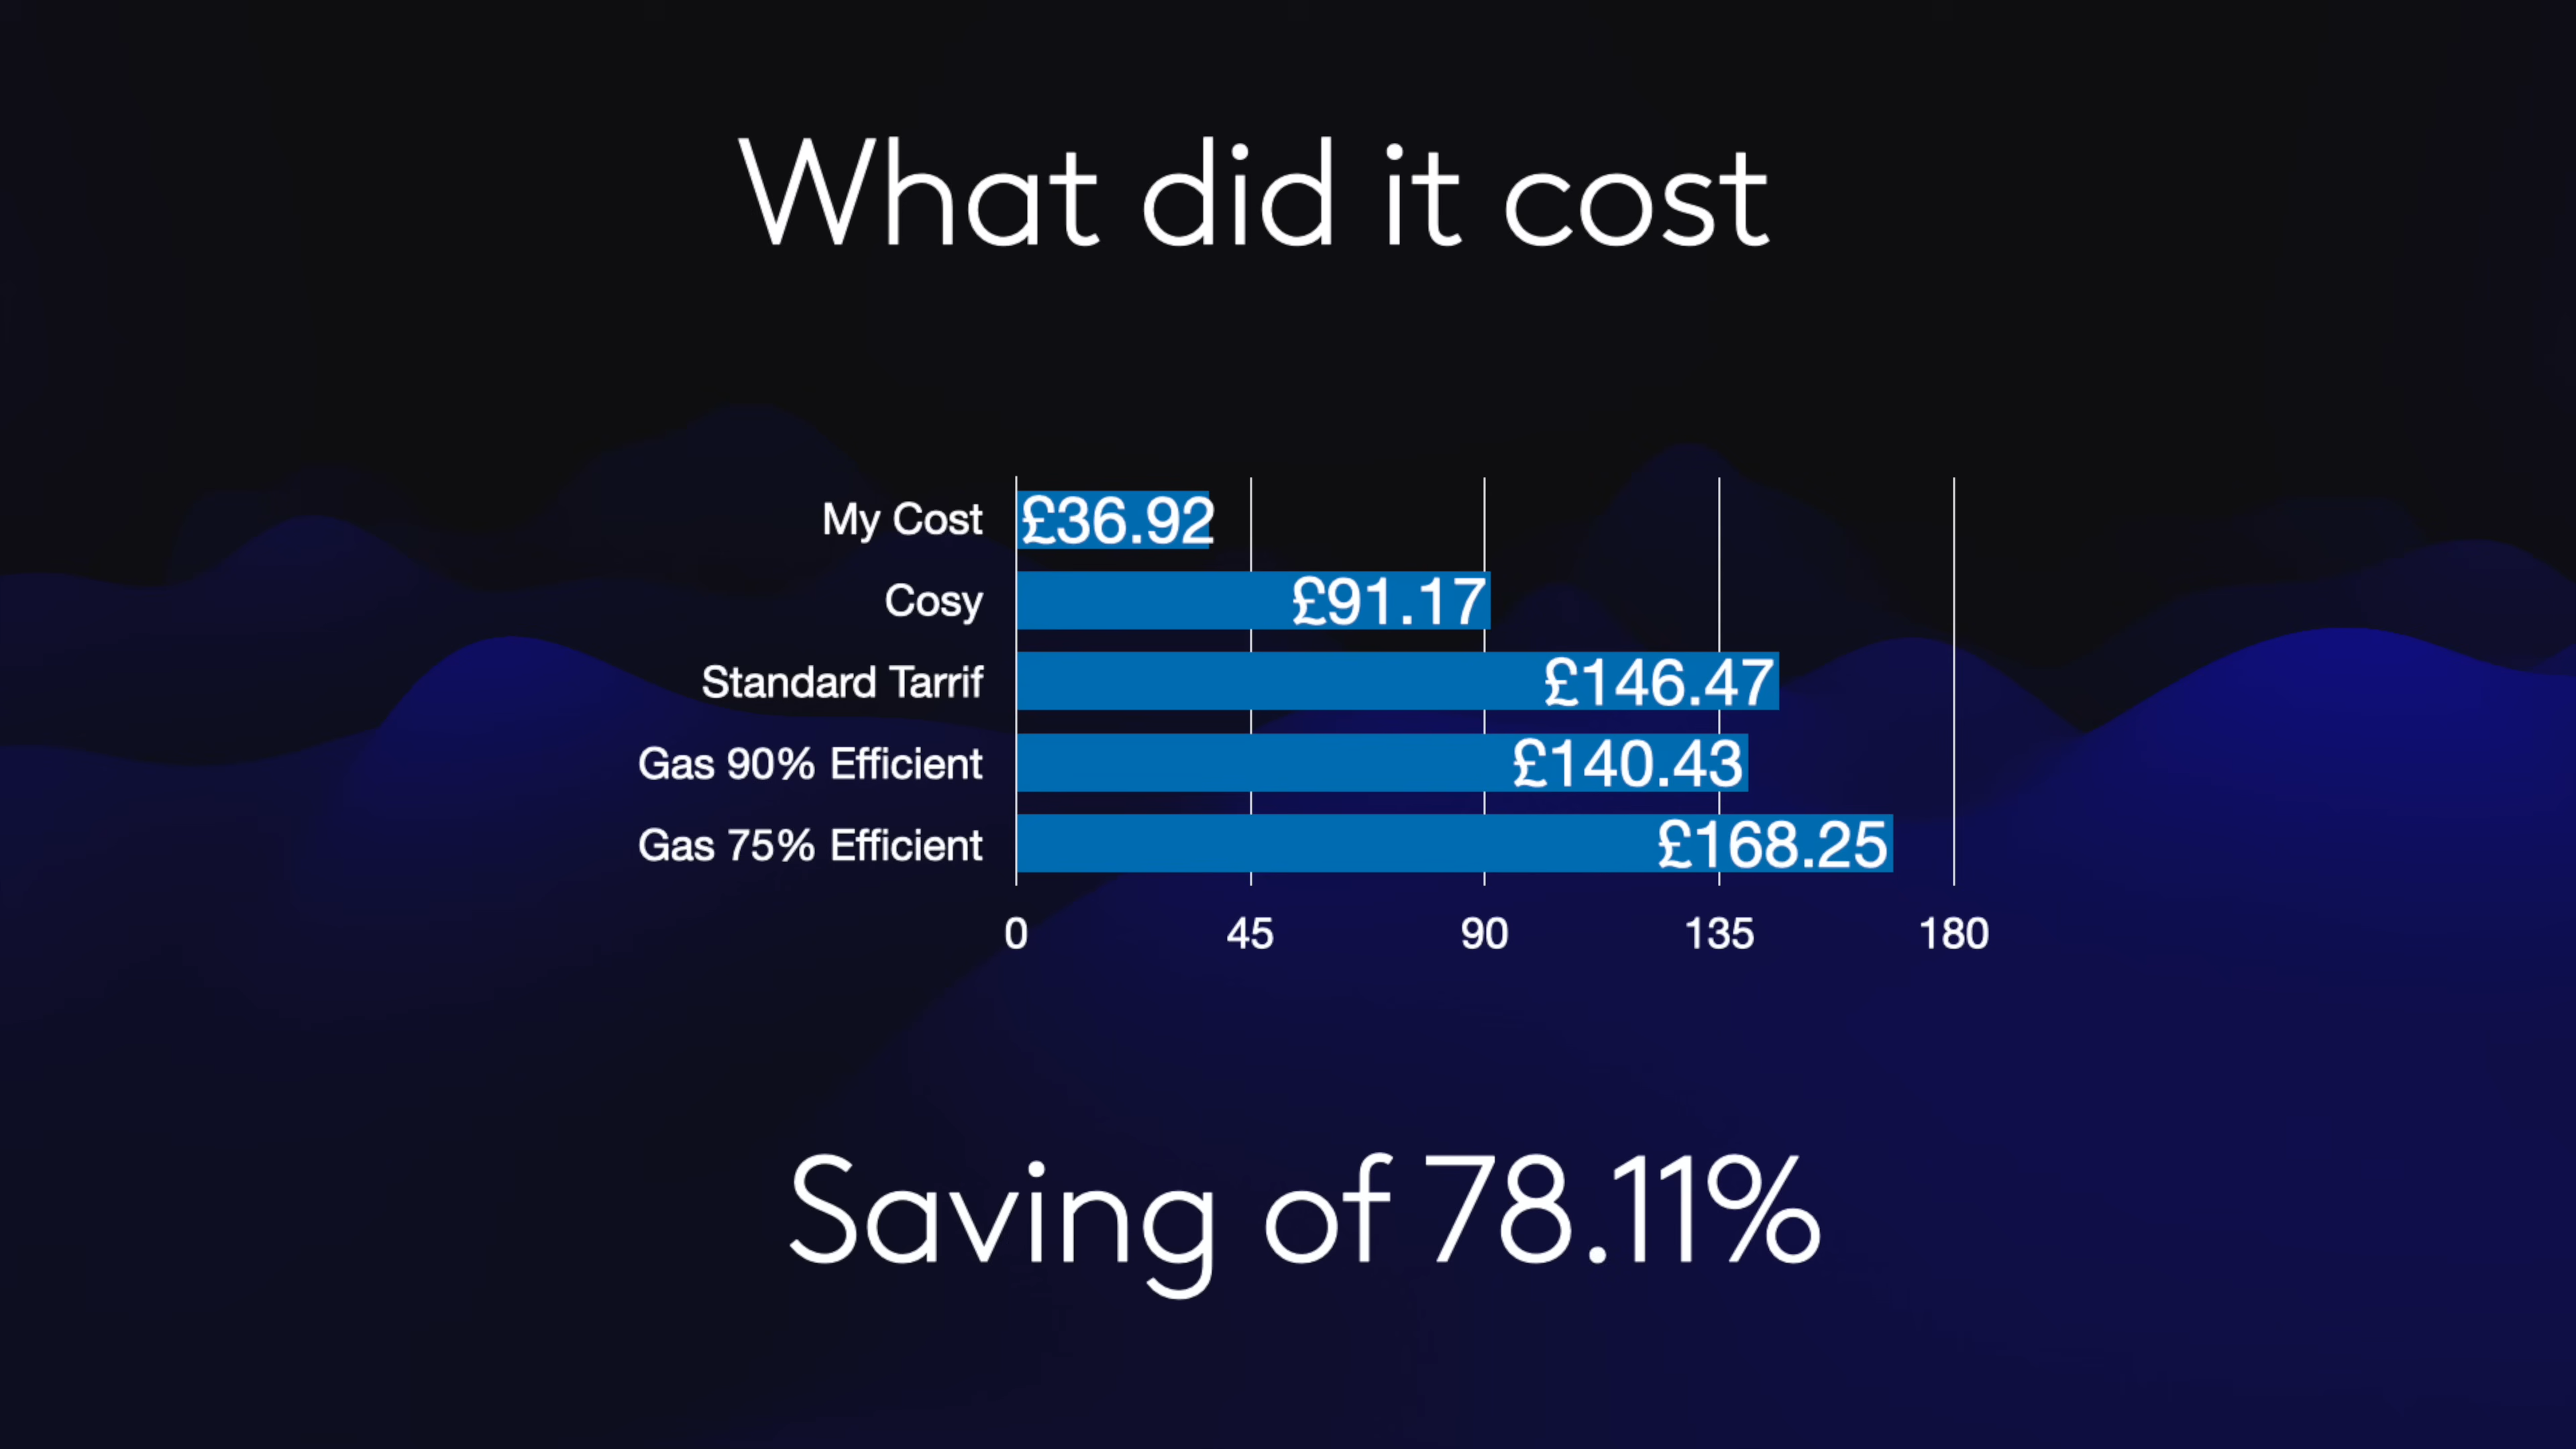 What did it cost
My Cost £36.92
Cosy £91.17
Standard Tarrif £146.47
Gas 90% Efficient £140.43
Gas 75% Efficient £168.25
0 45 90 135 180
Saving of 78.11%